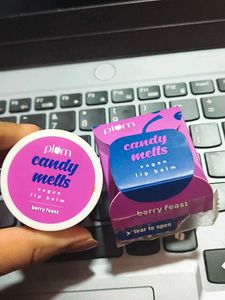 plum
candy
melts
vegan
lip balm
berry feast
plum
candy
melts
vegan
lip balm
berry feast
> tear to open